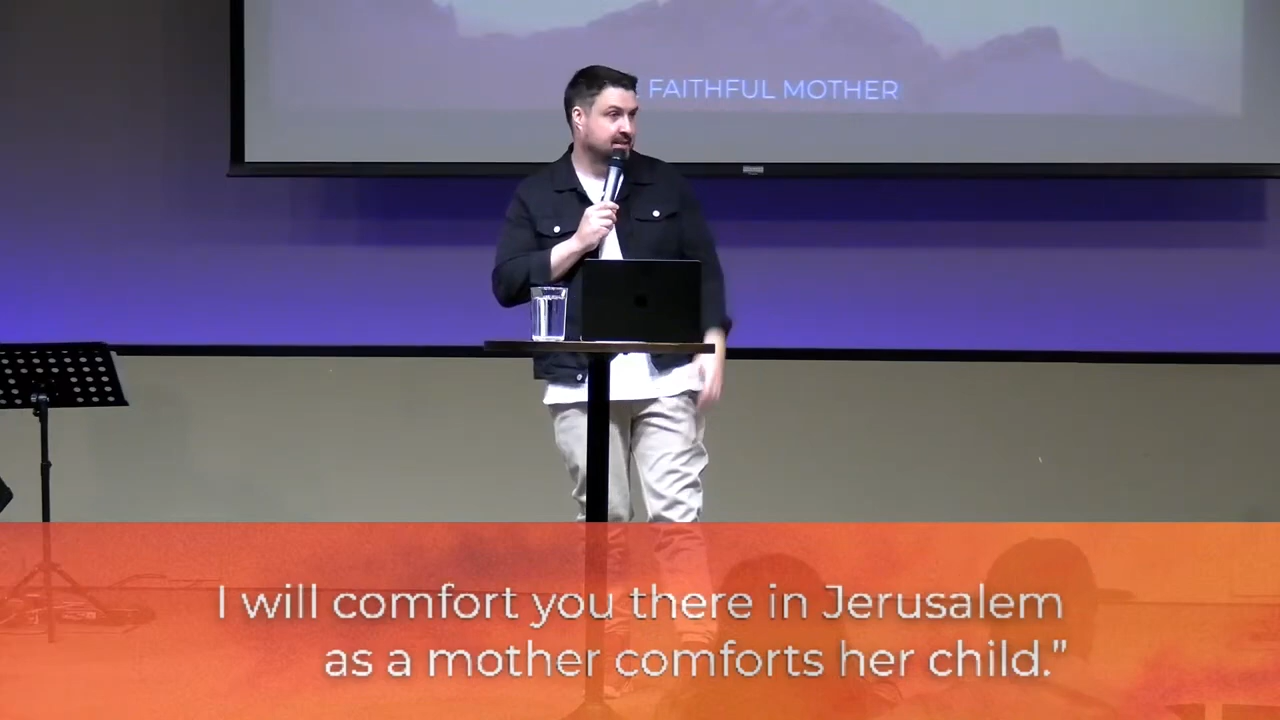 FAITHFUL MOTHER
I will comfort you there in Jerusalem
as a mother comforts her child.”